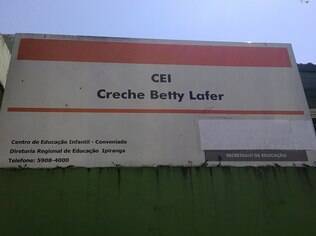 CEI
Creche Betty Lafer
Centro de Educação Infantil - Conveniado
Diretoria Regional de Educação Ipiranga
Telefone: 5908-4000
SECRETARIA DE EDUCAÇÃO